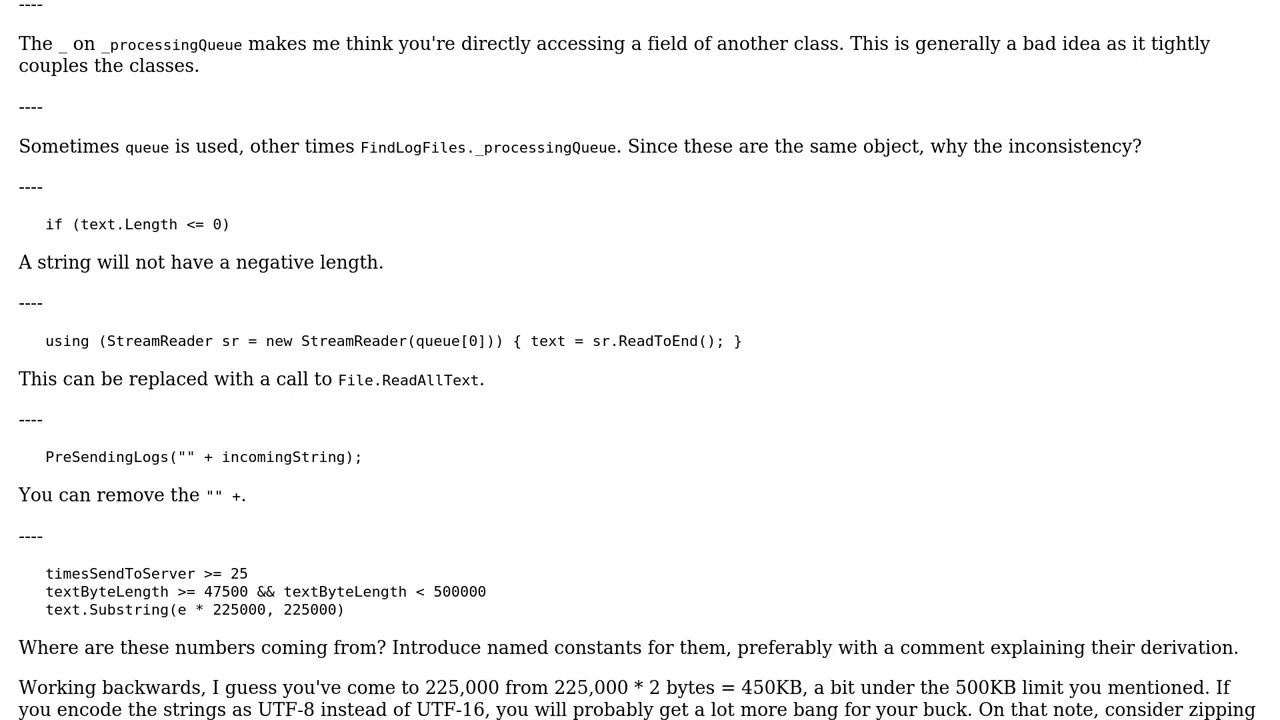 ----
The _ on _processingQueue makes me think you're directly accessing a field of another class. This is generally a bad idea as it tightly
couples the classes.
----
Sometimes queue is used, other times FindLogFiles._processingQueue. Since these are the same object, why the inconsistency?
----
if (text.Length <= 0)
A string will not have a negative length.
----
using (StreamReader sr = new StreamReader(queue[0])) { text = sr.ReadToEnd(); }
This can be replaced with a call to File.ReadAllText.
----
PreSendingLogs("" + incomingString);
You can remove the "" +.
----
timesSendToServer >= 25
textByteLength >= 47500 && textByteLength < 500000
text.Substring(e * 225000, 225000)
Where are these numbers coming from? Introduce named constants for them, preferably with a comment explaining their derivation.
Working backwards, I guess you've come to 225,000 from 225,000 * 2 bytes = 450KB, a bit under the 500KB limit you mentioned. If
you encode the strings as UTF-8 instead of UTF-16, you will probably get a lot more bang for your buck. On that note, consider zipping